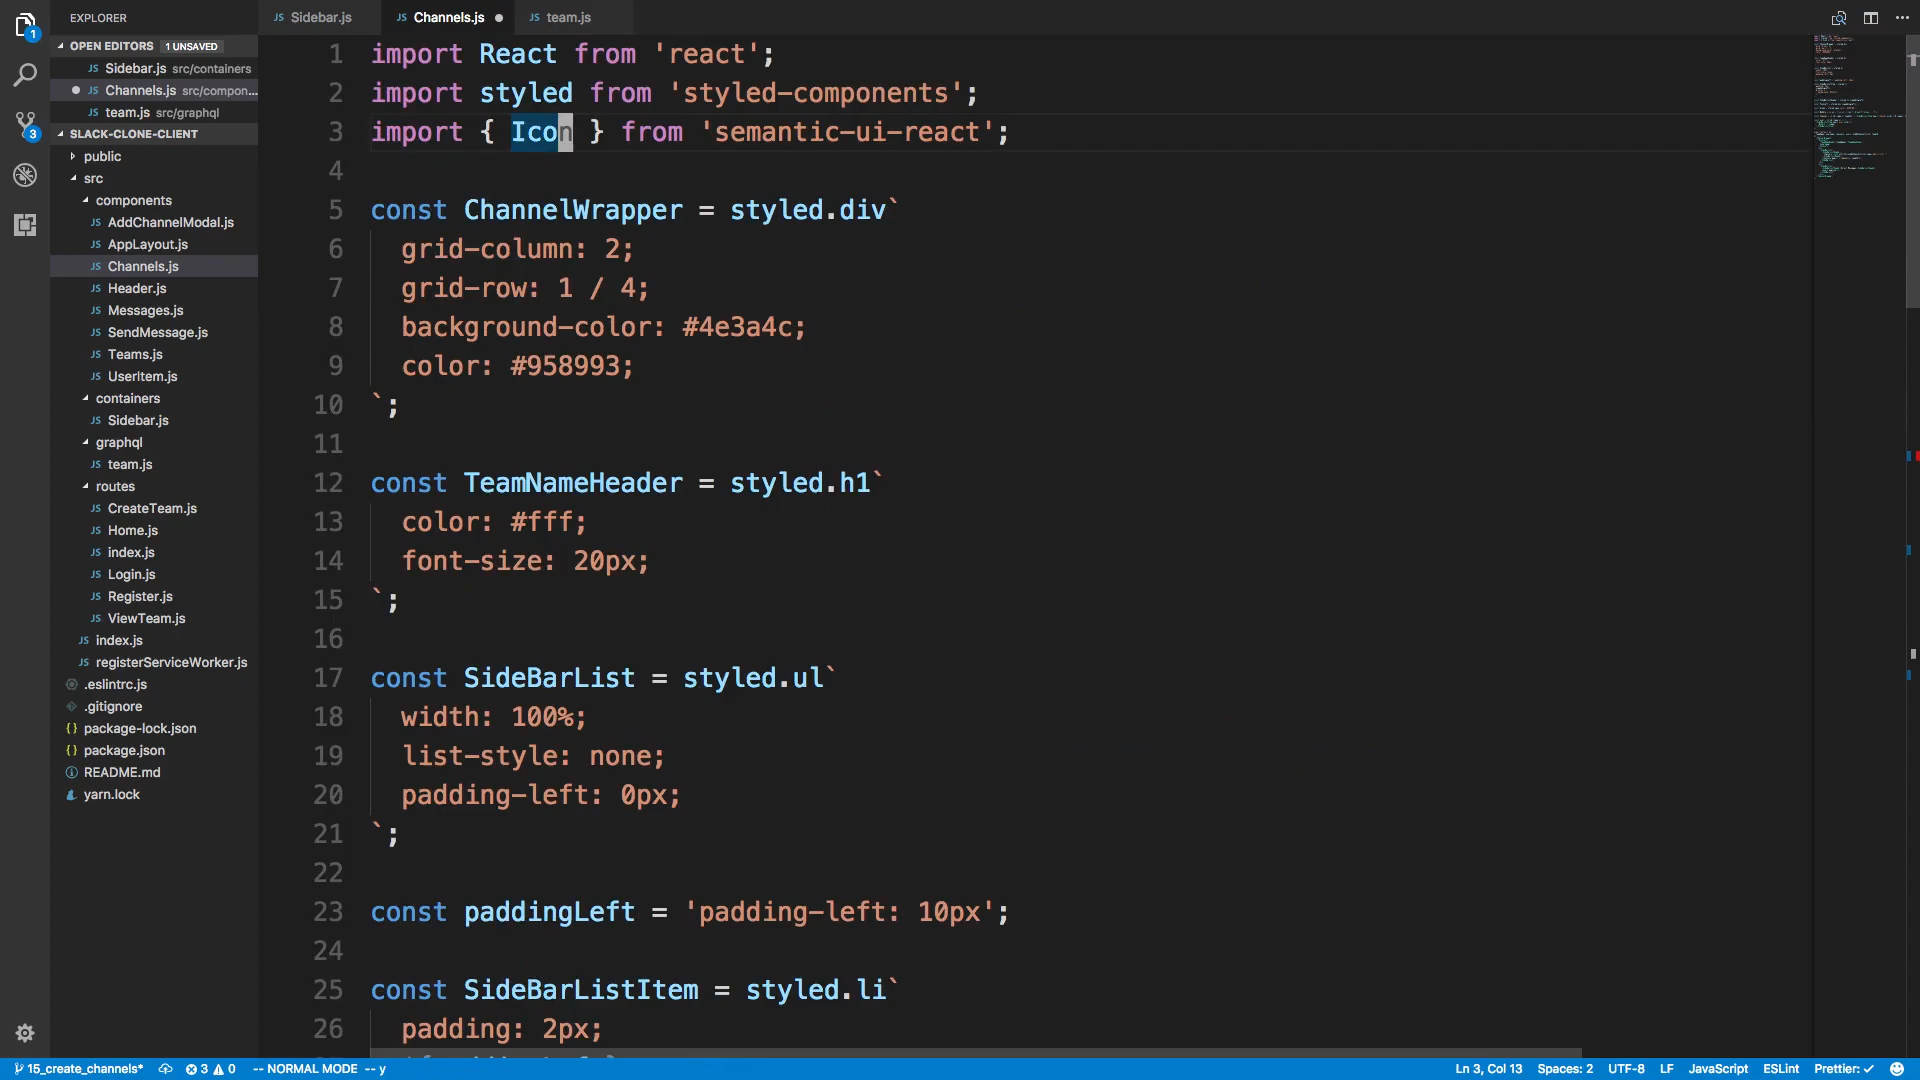 EXPLORER
OPEN EDITORS 1 UNSAVED
JS Sidebar.js src/containers
JS Channels.js src/compon...
JS team.js src/graphql
SLACK-CLONE-CLIENT
public
src
components
JS AddChannelModal.js
JS AppLayout.js
JS Channels.js
JS Header.js
JS Messages.js
JS SendMessage.js
JS Teams.js
JS UserItem.js
containers
JS Sidebar.js
graphql
JS team.js
routes
JS CreateTeam.js
JS Home.js
JS index.js
JS Login.js
JS Register.js
JS ViewTeam.js
JS index.js
JS registerServiceWorker.js
.eslintrc.js
.gitignore
{} package-lock.json
{} package.json
README.md
yarn.lock
1
3
JS Sidebar.js JS Channels.js JS team.js
1 import React from 'react';
2 import styled from 'styled-components';
3 import { Icon } from 'semantic-ui-react';
4
5 const ChannelWrapper = styled.div`
6 grid-column: 2;
7 grid-row: 1 / 4;
8 background-color: #4e3a4c;
9 color: #958993;
10 `;
11
12 const TeamNameHeader = styled.h1`
13 color: #fff;
14 font-size: 20px;
15 `;
16
17 const SideBarList = styled.ul`
18 width: 100%;
19 list-style: none;
20 padding-left: 0px;
21 `;
22
23 const paddingLeft = 'padding-left: 10px';
24
25 const SideBarListItem = styled.li`
26 padding: 2px;
15_create_channels* 3 0 -- NORMAL MODE -- y Ln 3, Col 13 Spaces: 2 UTF-8 LF JavaScript ESLint Prettier: ✓